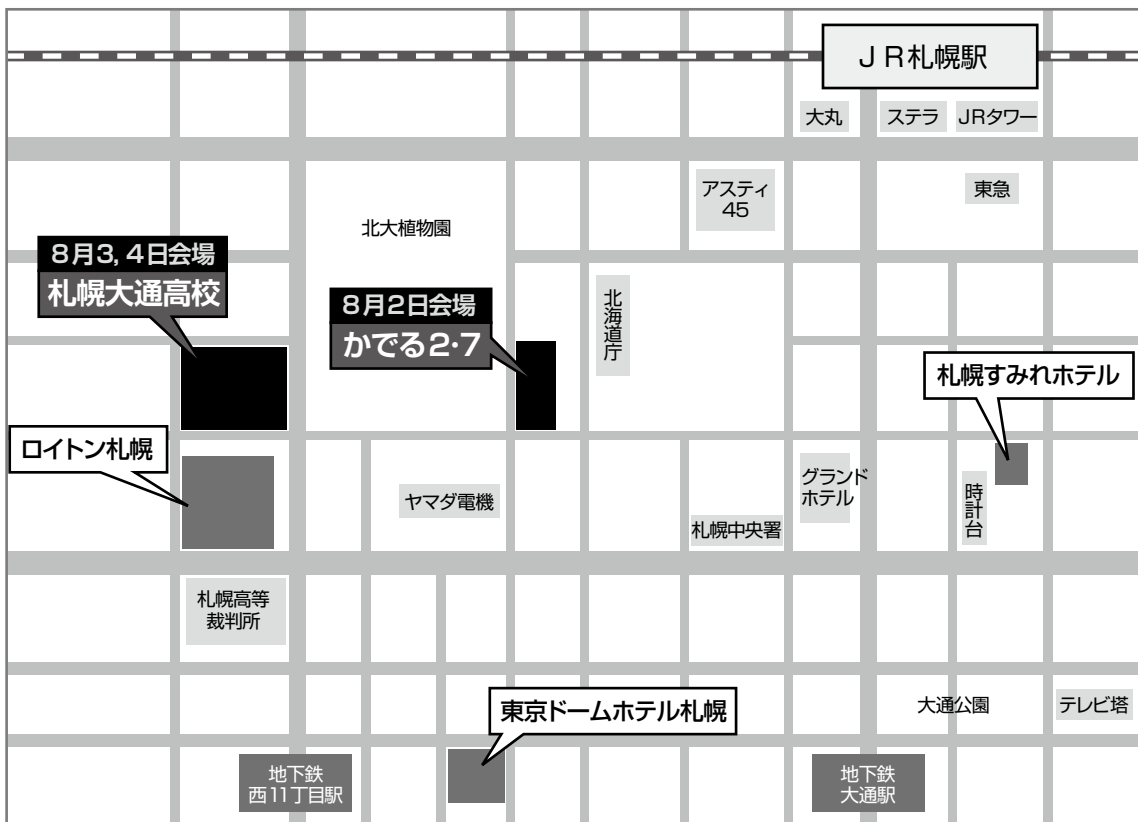 JR札幌駅
大丸
ステラ
JRタワー
アスティ
45
東急
北大植物園
8月3,4日会場
札幌大通高校
8月2日会場
かでる2・7
北海道庁
札幌すみれホテル
ロイトン札幌
ヤマダ電機
グランド
ホテル
時計台
札幌中央署
札幌高等
裁判所
東京ドームホテル札幌
大通公園
テレビ塔
地下鉄
西11丁目駅
地下鉄
大通駅